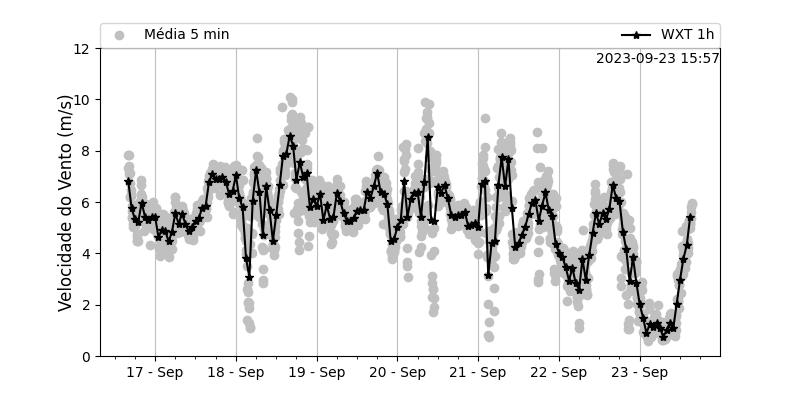 Média 5 min
WXT 1h
2023-09-23 15:57
Velocidade do Vento (m/s)
12
10
8
6
4
2
0
17 - Sep
18 - Sep
19 - Sep
20 - Sep
21 - Sep
22 - Sep
23 - Sep